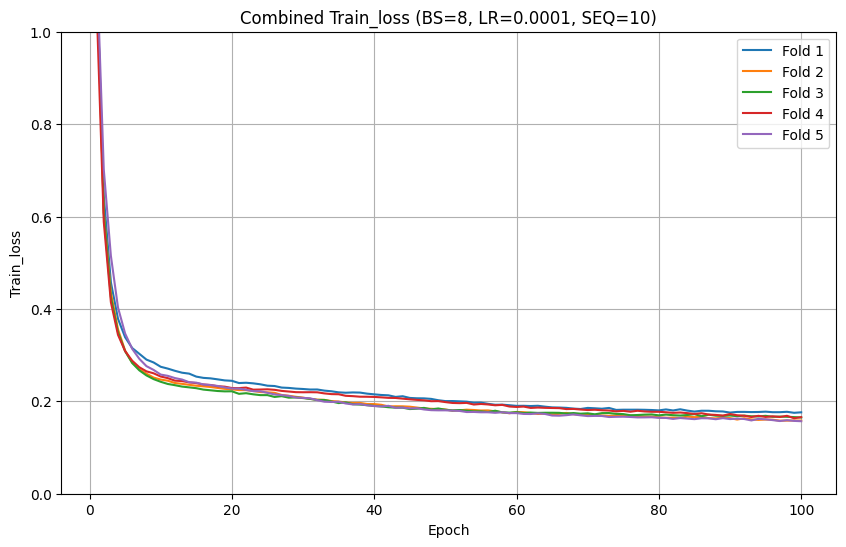 Combined Train_loss (BS=8, LR=0.0001, SEQ=10)
1.0
0.8
0.6
0.4
0.2
0.0
Train_loss
0 20 40 60 80 100
Epoch
Fold 1
Fold 2
Fold 3
Fold 4
Fold 5